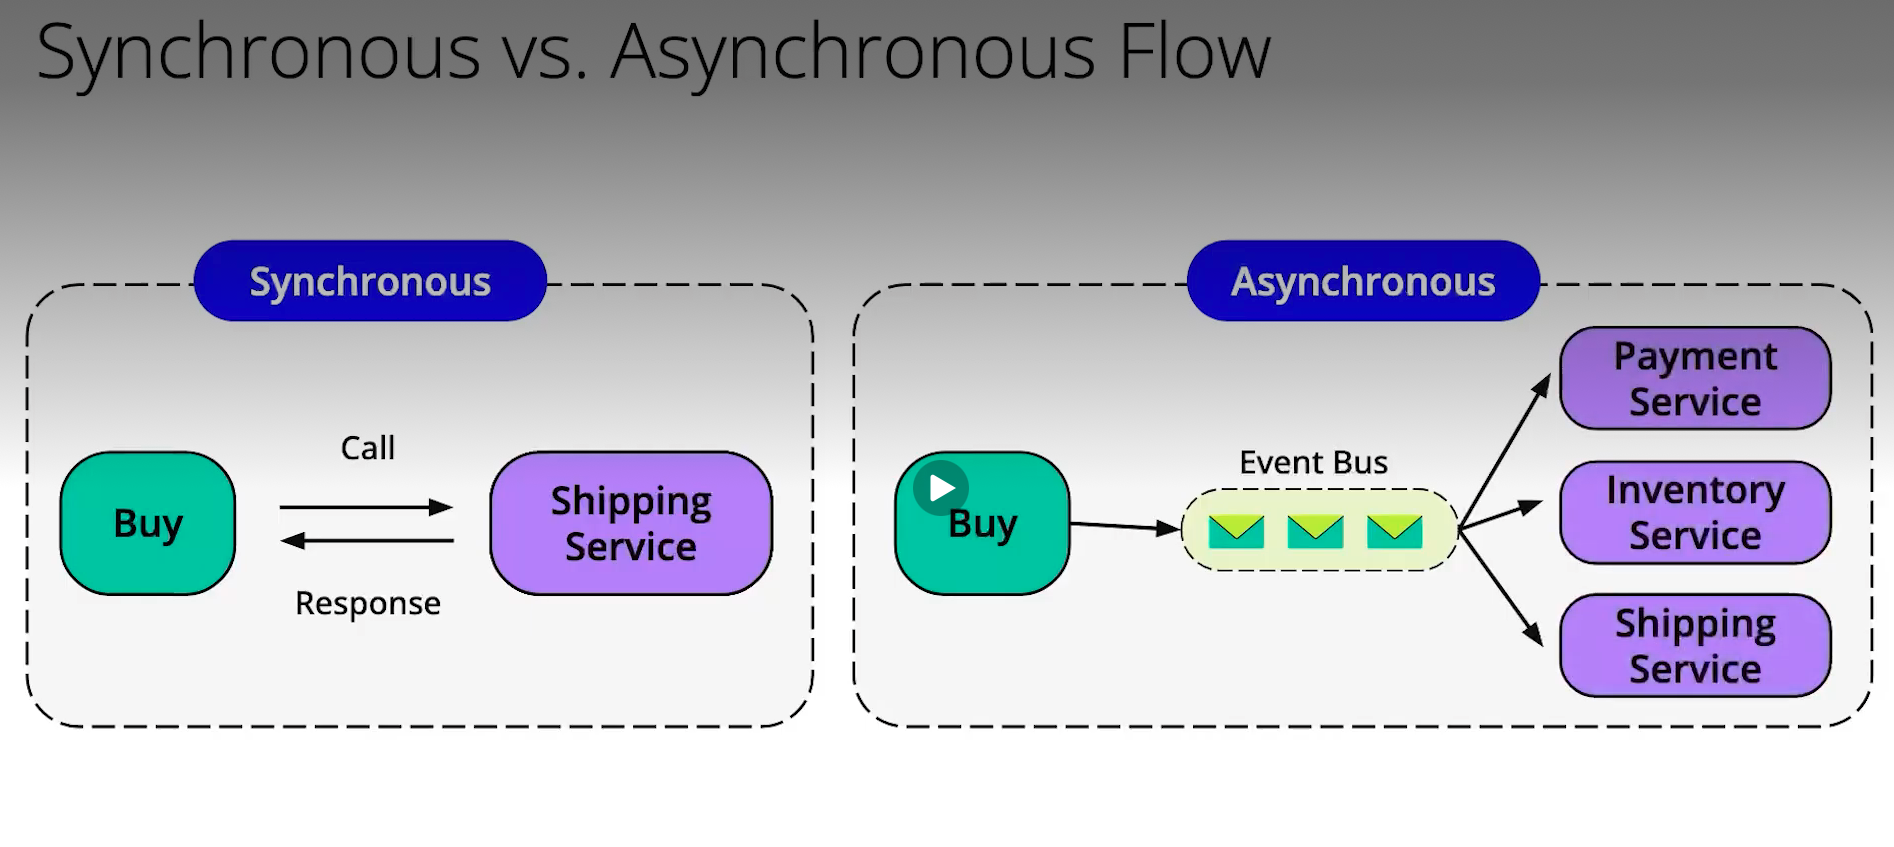 Synchronous vs. Asynchronous Flow
Synchronous
Buy
Call
Response
Shipping
Service
Asynchronous
Buy
Event Bus
Payment
Service
Inventory
Service
Shipping
Service